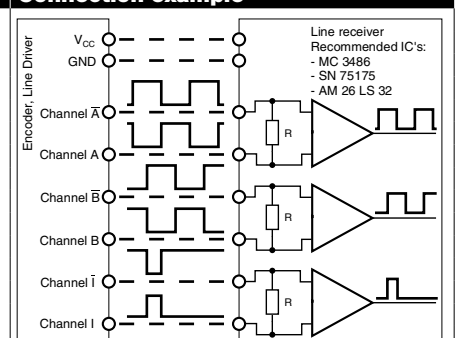 Connection example
Encoder, Line Driver
VCC
GND
Channel A̅
Channel A
Channel B̅
Channel B
Channel I̅
Channel I
Line receiver
Recommended IC's:
- MC 3486
- SN 75175
- AM 26 LS 32
R
R
R